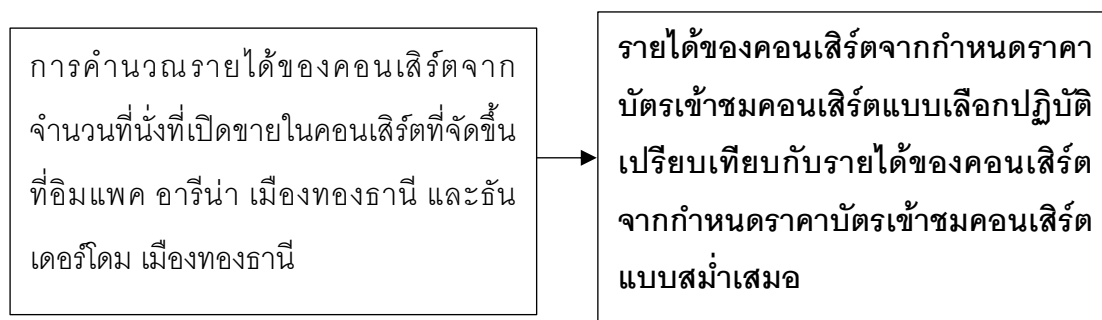 การคำนวณรายได้ของคอนเสิร์ตจาก
จำนวนที่นั่งที่เปิดขายในคอนเสิร์ตที่จัดขึ้น
ที่อิมแพค อารีน่า เมืองทองธานี และธัน
เดอร์โดม เมืองทองธานี
รายได้ของคอนเสิร์ตจากกำหนดราคา
บัตรเข้าชมคอนเสิร์ตแบบเลือกปฏิบัติ
เปรียบเทียบกับรายได้ของคอนเสิร์ต
จากกำหนดราคาบัตรเข้าชมคอนเสิร์ต
แบบสม่ำเสมอ